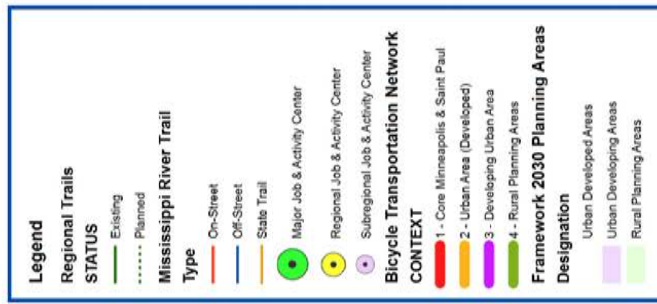 Legend
Regional Trails
STATUS
Existing
Planned
Mississippi River Trail
Type
On-Street
Off-Street
State Trail
Major Job & Activity Center
Regional Job & Activity Center
Subregional Job & Activity Center
Bicycle Transportation Network
CONTEXT
1 - Core Minneapolis & Saint Paul
2 - Urban Area (Developed)
3 - Developing Urban Area
4 - Rural Planning Areas
Framework 2030 Planning Areas
Designation
Urban Developed Areas
Urban Developing Areas
Rural Planning Areas